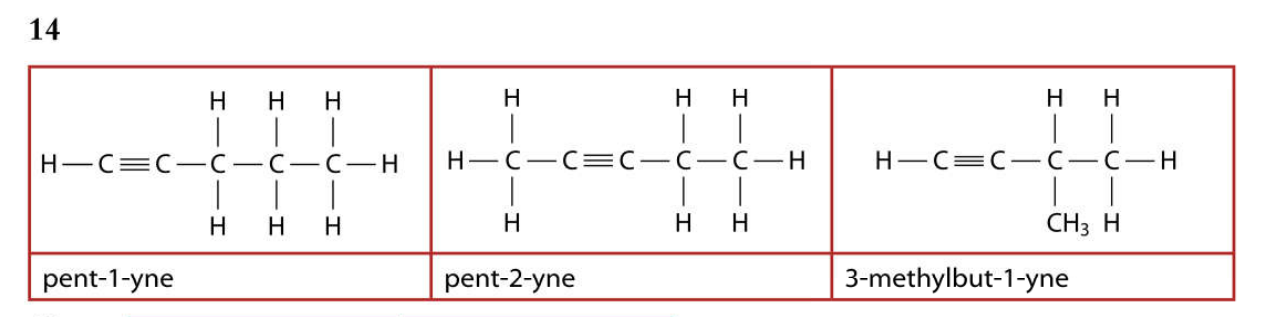 14
H H H
H—C≡C—C—C—C—H
H H H
pent-1-yne
H H H
H—C—C≡C—C—C—H
H H H
pent-2-yne
H H
H—C≡C—C—C—H
CH₃ H
3-methylbut-1-yne